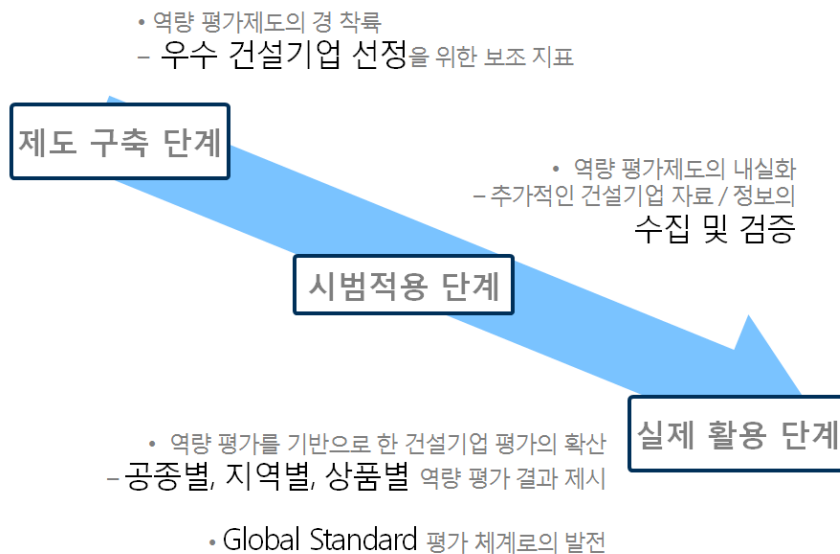 • 역량 평가제도의 경 착륙
– 우수 건설기업 선정을 위한 보조 지표
제도 구축 단계
• 역량 평가제도의 내실화
– 추가적인 건설기업 자료 / 정보의
수집 및 검증
시범적용 단계
실제 활용 단계
• 역량 평가를 기반으로 한 건설기업 평가의 확산
– 공종별, 지역별, 상품별 역량 평가 결과 제시
• Global Standard 평가 체계로의 발전